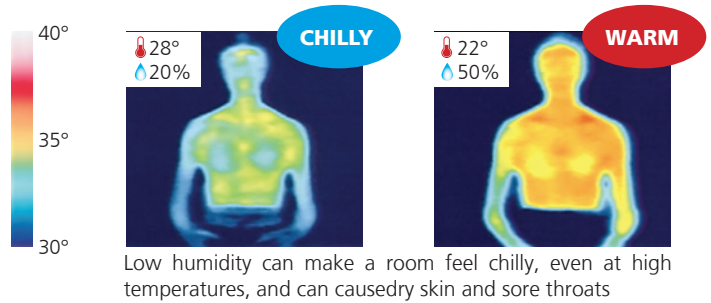 40°
35°
30°
28°
20%
CHILLY
22°
50%
WARM
Low humidity can make a room feel chilly, even at high
temperatures, and can causedry skin and sore throats